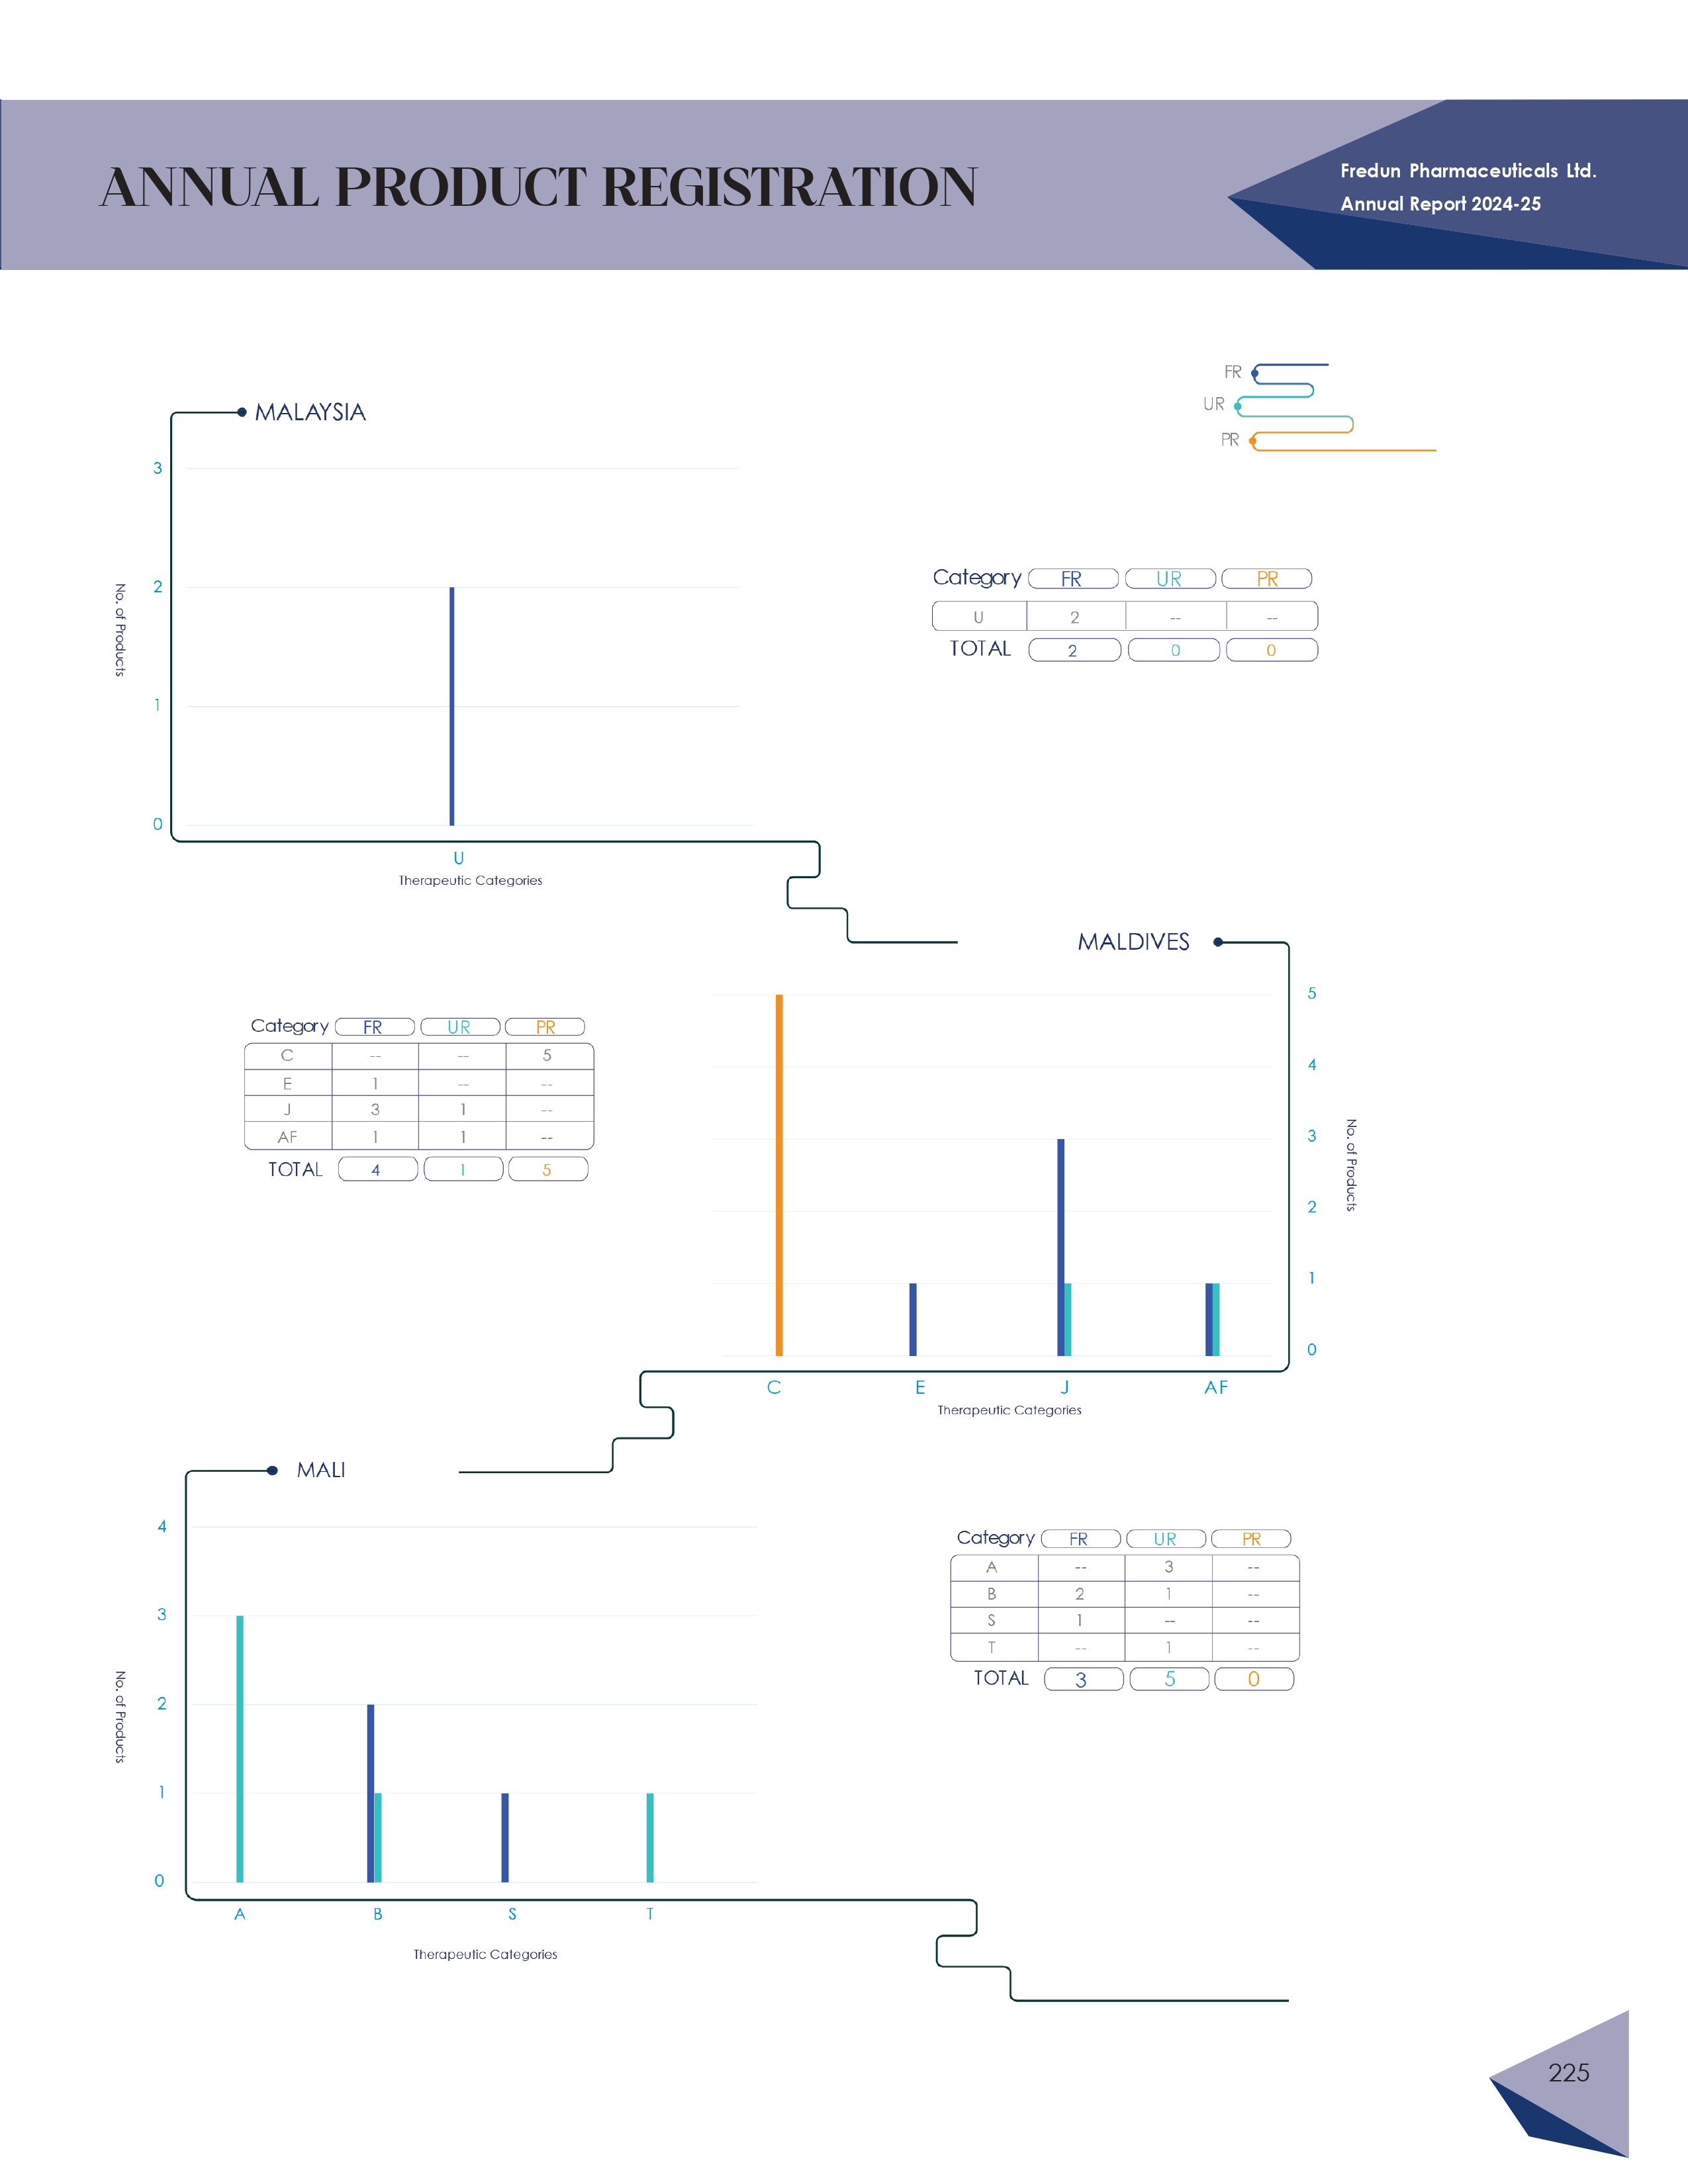 ANNUAL PRODUCT REGISTRATION
Fredun Pharmaceuticals Ltd.
Annual Report 2024-25
FR
UR
PR
MALAYSIA
3
2
1
0
No. of Products
U
Therapeutic Categories
Category FR UR PR
U 2 -- --
TOTAL 2 0 0
MALDIVES
Category FR UR PR
C -- -- 5
E 1 -- --
J 3 1 --
AF 1 1 --
TOTAL 4 1 5
5
4
3
2
1
0
No. of Products
C E J AF
Therapeutic Categories
MALI
4
3
2
1
0
No. of Products
A B S T
Therapeutic Categories
Category FR UR PR
A -- 3 --
B 2 1 --
S 1 -- --
T -- 1 --
TOTAL 3 5 0
225